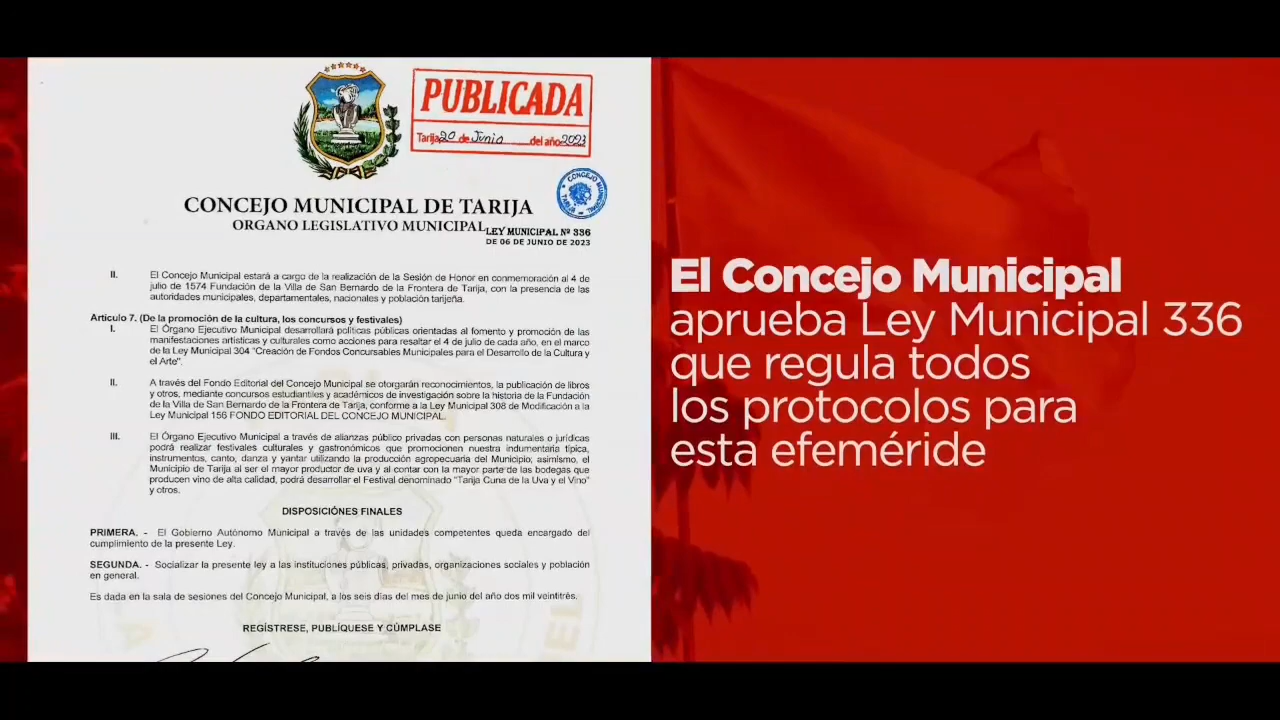 PUBLICADA
Tarija 20 de Junio del año 2023
CONCEJO MUNICIPAL
TARIJA
CONCEJO MUNICIPAL DE TARIJA
ORGANO LEGISLATIVO MUNICIPAL
LEY MUNICIPAL Nº 336
DE 06 DE JUNIO DE 2023
II. El Concejo Municipal estará a cargo de la realización de la Sesión de Honor en conmemoración al 4 de
julio de 1574 Fundación de la Villa de San Bernardo de la Frontera de Tarija, con la presencia de las
autoridades municipales, departamentales, nacionales y población tarijeña.
Artículo 7. (De la promoción de la cultura, los concursos y festivales)
I. El Órgano Ejecutivo Municipal desarrollará políticas públicas orientadas al fomento y promoción de las
manifestaciones artísticas y culturales como acciones para resaltar el 4 de julio de cada año, en el marco
de la Ley Municipal 304 "Creación de Fondos Concursables Municipales para el Desarrollo de la Cultura y
el Arte".
II. A través del Fondo Editorial del Concejo Municipal se otorgarán reconocimientos, la publicación de libros
y otros, mediante concursos estudiantiles y académicos de investigación sobre la historia de la Fundación
de la Villa de San Bernardo de la Frontera de Tarija, conforme a la Ley Municipal 308 de Modificación a la
Ley Municipal 156 FONDO EDITORIAL DEL CONCEJO MUNICIPAL.
III. El Órgano Ejecutivo Municipal a través de alianzas público privadas con personas naturales o jurídicas
podrá realizar festivales culturales y gastronómicos que promocionen nuestra indumentaria típica,
instrumentos, canto, danza y yantar utilizando la producción agropecuaria del Municipio; asimismo, el
Municipio de Tarija al ser el mayor productor de uva y al contar con la mayor parte de las bodegas que
producen vino de alta calidad, podrá desarrollar el Festival denominado "Tarija Cuna de la Uva y el Vino"
y otros.
DISPOSICIÓNES FINALES
PRIMERA. - El Gobierno Autónomo Municipal a través de las unidades competentes queda encargado del
cumplimiento de la presente Ley.
SEGUNDA. - Socializar la presente ley a las instituciones públicas, privadas, organizaciones sociales y población
en general.
Es dada en la sala de sesiones del Concejo Municipal, a los seis días del mes de junio del año dos mil veintitrés.
REGÍSTRESE, PUBLÍQUESE Y CÚMPLASE
El Concejo Municipal
aprueba Ley Municipal 336
que regula todos
los protocolos para
esta efeméride